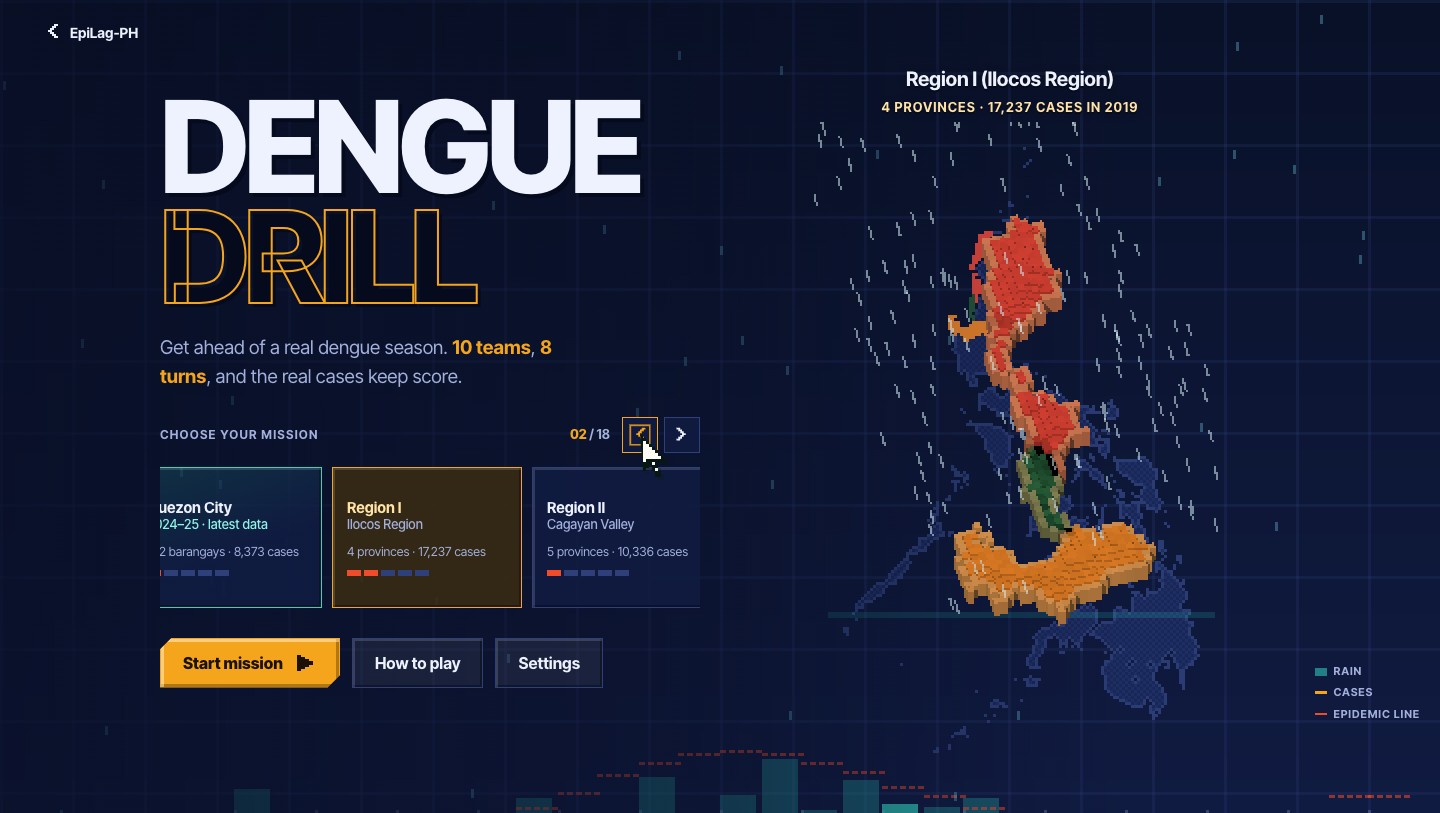 EpiLag-PH
DENGUE
DRILL
Get ahead of a real dengue season. 10 teams, 8
turns, and the real cases keep score.
CHOOSE YOUR MISSION
02 / 18
uezon City
024–25 · latest data
2 barangays · 8,373 cases
Region I
Ilocos Region
4 provinces · 17,237 cases
Region II
Cagayan Valley
5 provinces · 10,336 cases
Start mission
How to play
Settings
Region I (Ilocos Region)
4 PROVINCES · 17,237 CASES IN 2019
RAIN
CASES
EPIDEMIC LINE